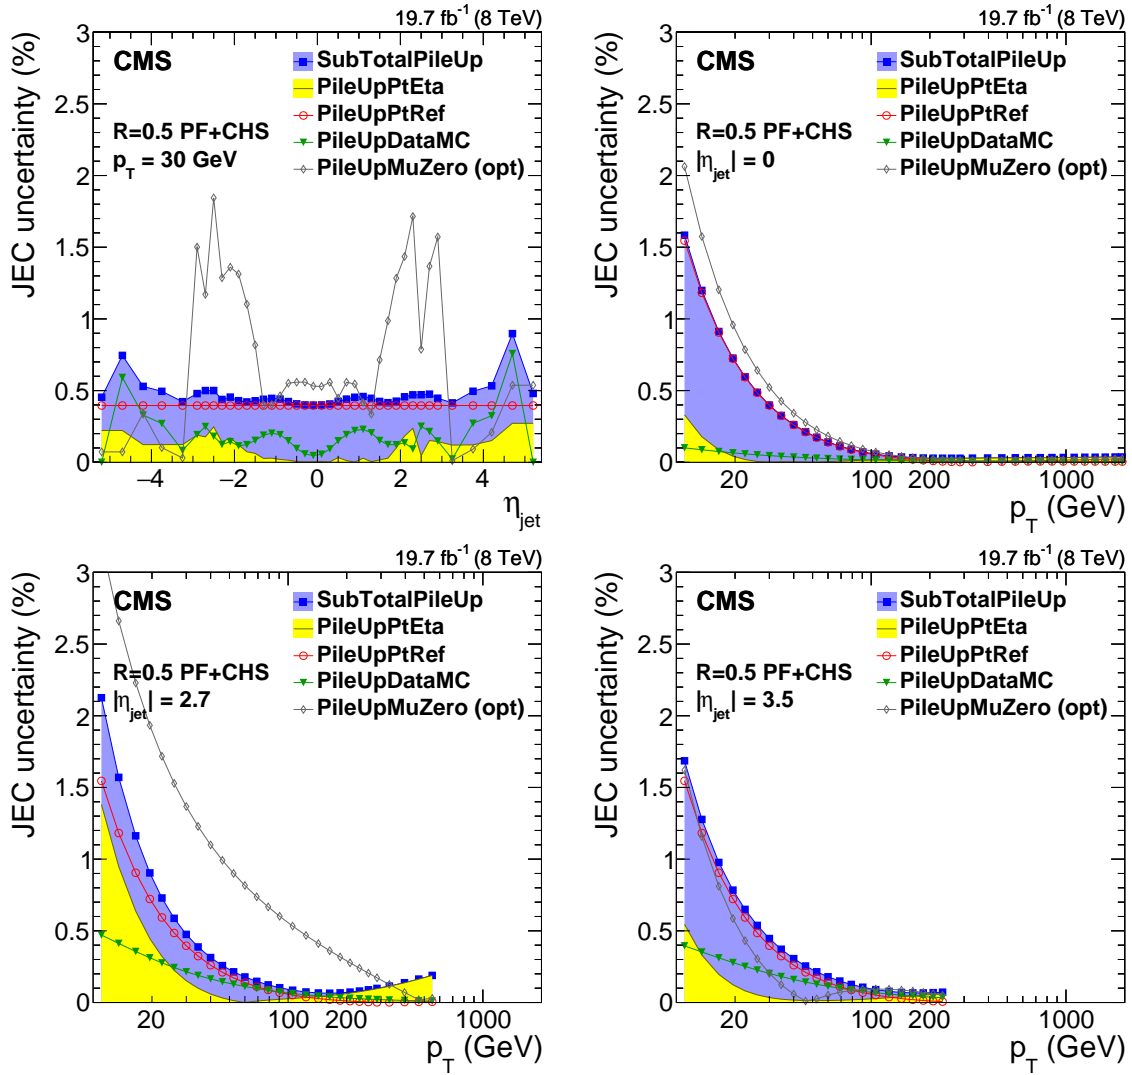 19.7 fb⁻¹ (8 TeV)
JEC uncertainty (%)
3
2.5
2
1.5
1
0.5
0
CMS
R=0.5 PF+CHS
p_T = 30 GeV
SubTotalPileUp
PileUpPtEta
PileUpPtRef
PileUpDataMC
PileUpMuZero (opt)
−4 −2 0 2 4
η_jet
19.7 fb⁻¹ (8 TeV)
JEC uncertainty (%)
3
2.5
2
1.5
1
0.5
0
CMS
R=0.5 PF+CHS
|η_jet| = 0
SubTotalPileUp
PileUpPtEta
PileUpPtRef
PileUpDataMC
PileUpMuZero (opt)
20 100 200 1000
p_T (GeV)
19.7 fb⁻¹ (8 TeV)
JEC uncertainty (%)
3
2.5
2
1.5
1
0.5
0
CMS
R=0.5 PF+CHS
|η_jet| = 2.7
SubTotalPileUp
PileUpPtEta
PileUpPtRef
PileUpDataMC
PileUpMuZero (opt)
20 100 200 1000
p_T (GeV)
19.7 fb⁻¹ (8 TeV)
JEC uncertainty (%)
3
2.5
2
1.5
1
0.5
0
CMS
R=0.5 PF+CHS
|η_jet| = 3.5
SubTotalPileUp
PileUpPtEta
PileUpPtRef
PileUpDataMC
PileUpMuZero (opt)
20 100 200 1000
p_T (GeV)